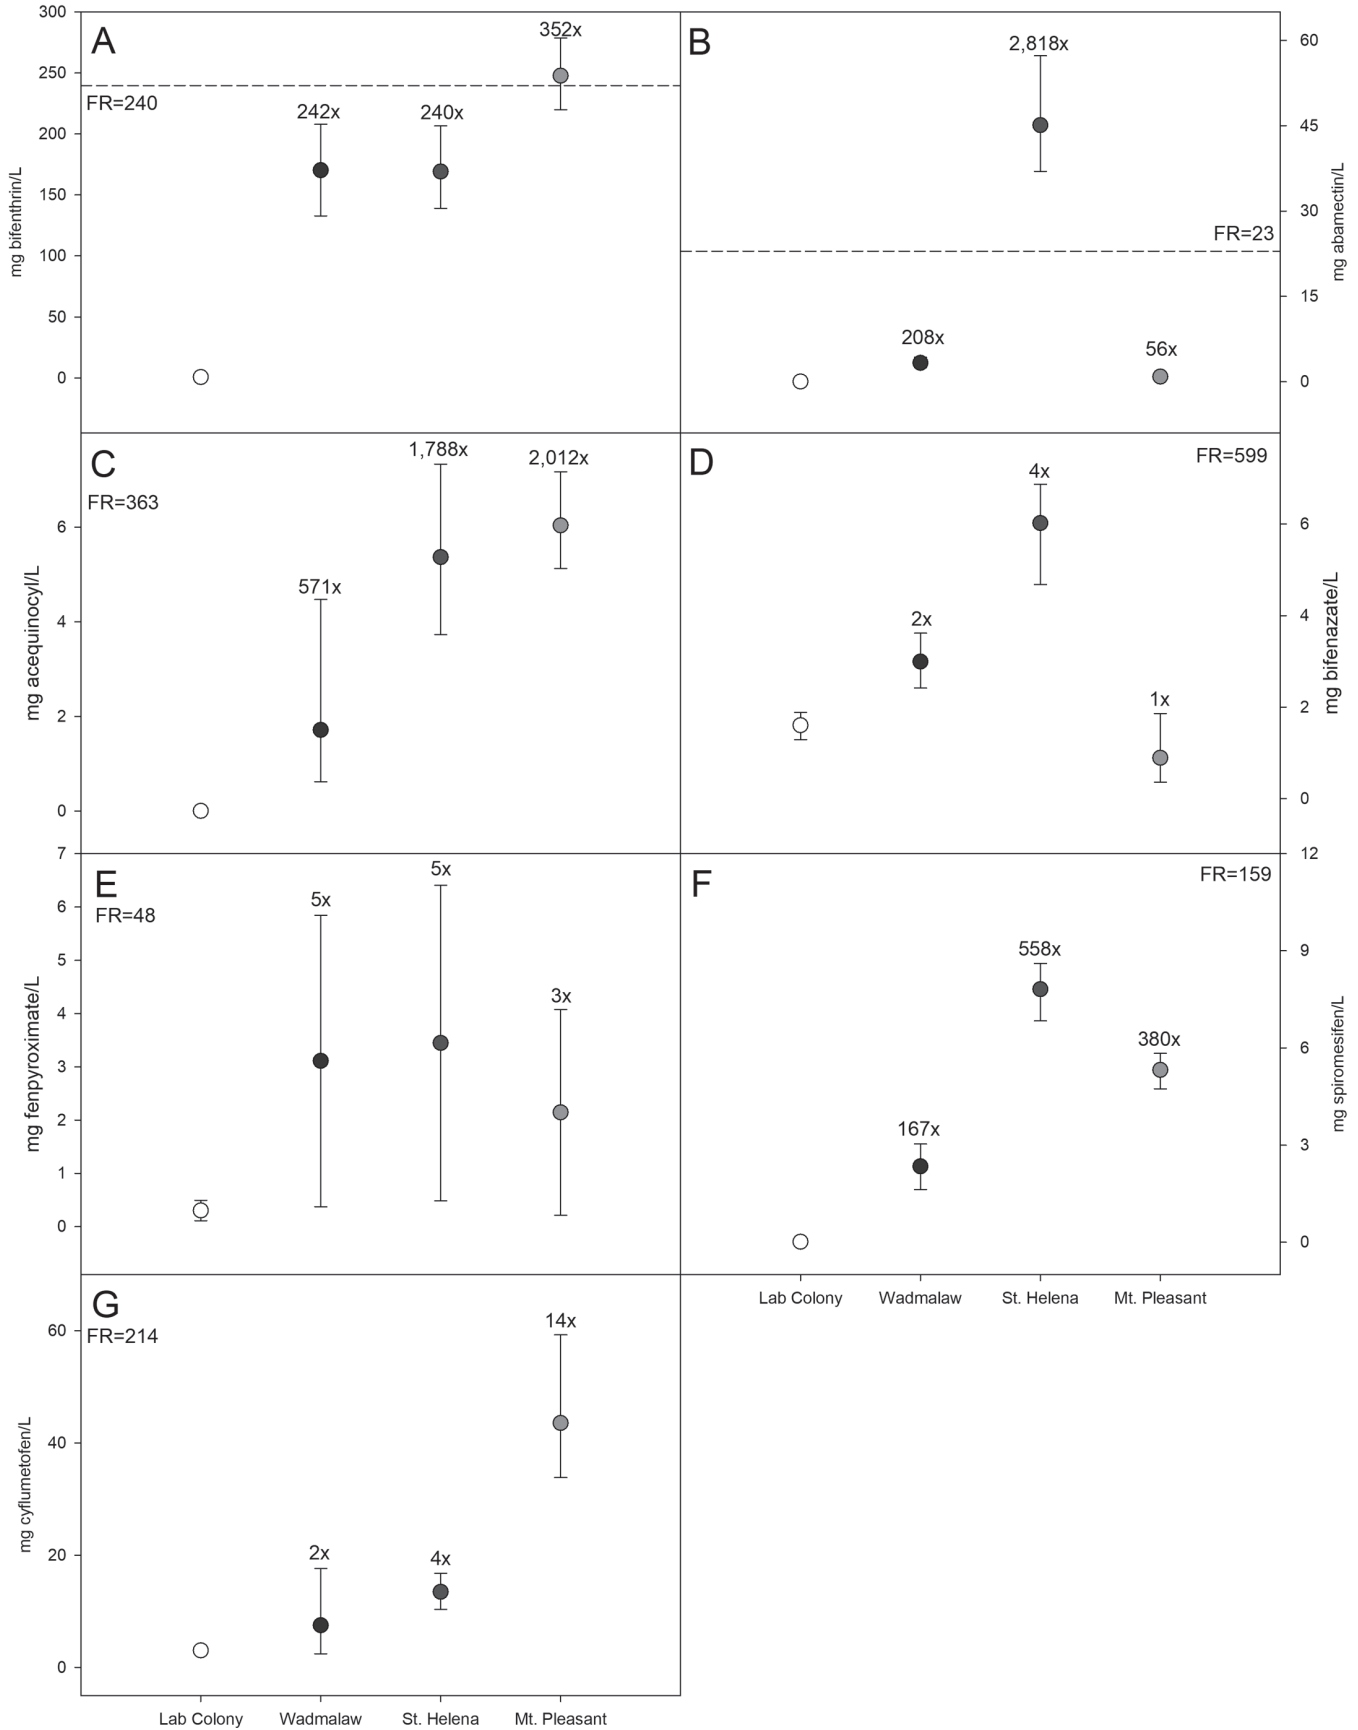 A
300
250
200
150
100
50
0
mg bifenthrin/L
FR=240
242x
240x
352x
B
2,818x
FR=23
208x
56x
60
45
30
15
0
mg abamectin/L
C
FR=363
6
4
2
0
mg acequinocyl/L
571x
1,788x
2,012x
D
FR=599
2x
4x
1x
6
4
2
0
mg bifenazate/L
E
FR=48
7
6
5
4
3
2
1
0
mg fenpyroximate/L
5x
5x
3x
F
FR=159
167x
558x
380x
12
9
6
3
0
mg spiromesifen/L
Lab Colony Wadmalaw St. Helena Mt. Pleasant
G
FR=214
60
40
20
0
mg cyflumetofen/L
2x
4x
14x
Lab Colony Wadmalaw St. Helena Mt. Pleasant